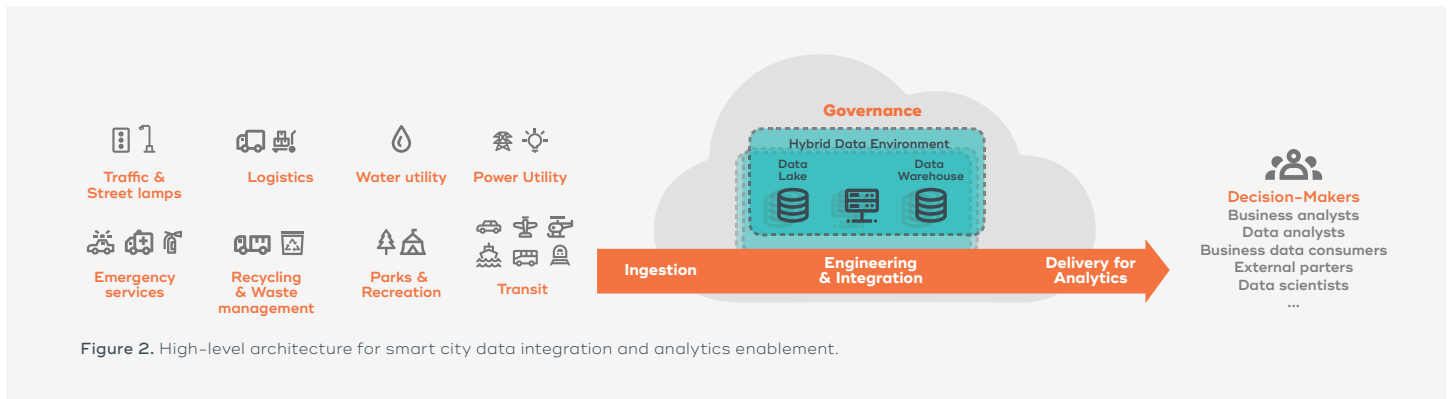 Traffic &
Street lamps
Logistics
Water utility
Power Utility
Emergency
services
Recycling
& Waste
management
Parks &
Recreation
Transit
Governance
Hybrid Data Environment
Data
Lake
Data
Warehouse
Ingestion
Engineering
& Integration
Delivery for
Analytics
Decision-Makers
Business analysts
Data analysts
Business data consumers
External parters
Data scientists
...
Figure 2. High-level architecture for smart city data integration and analytics enablement.